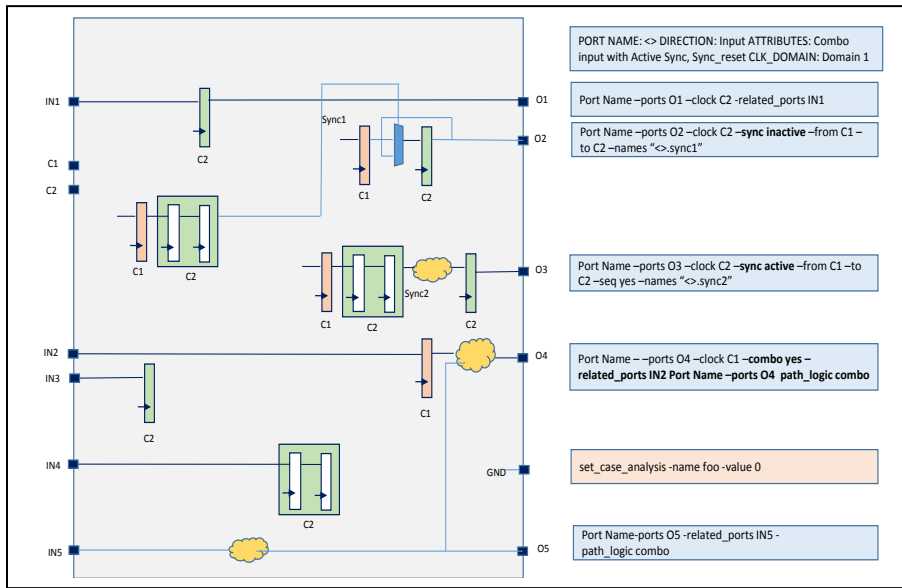 PORT NAME: <> DIRECTION: Input ATTRIBUTES: Combo
input with Active Sync, Sync_reset CLK_DOMAIN: Domain 1
IN1
O1
Port Name –ports O1 –clock C2 -related_ports IN1
C2
Sync1
O2
Port Name –ports O2 –clock C2 –sync inactive –from C1 –
to C2 –names “<>.sync1”
C1
C2
C1
C2
C1
C2
O3
Port Name –ports O3 –clock C2 –sync active –from C1 –to
C2 –seq yes –names “<>.sync2”
Sync2
C1
C2
C2
IN2
O4
Port Name – –ports O4 –clock C1 –combo yes –
related_ports IN2 Port Name –ports O4 path_logic combo
IN3
C1
C2
IN4
GND
set_case_analysis -name foo -value 0
C2
IN5
O5
Port Name-ports O5 -related_ports IN5 -
path_logic combo